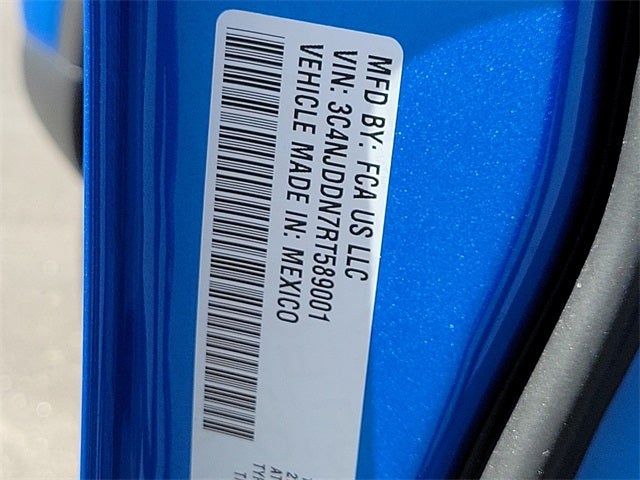 MFD BY: FCA US LLC
VIN: 3C4NJDDN7RT589001
VEHICLE MADE IN: MEXICO